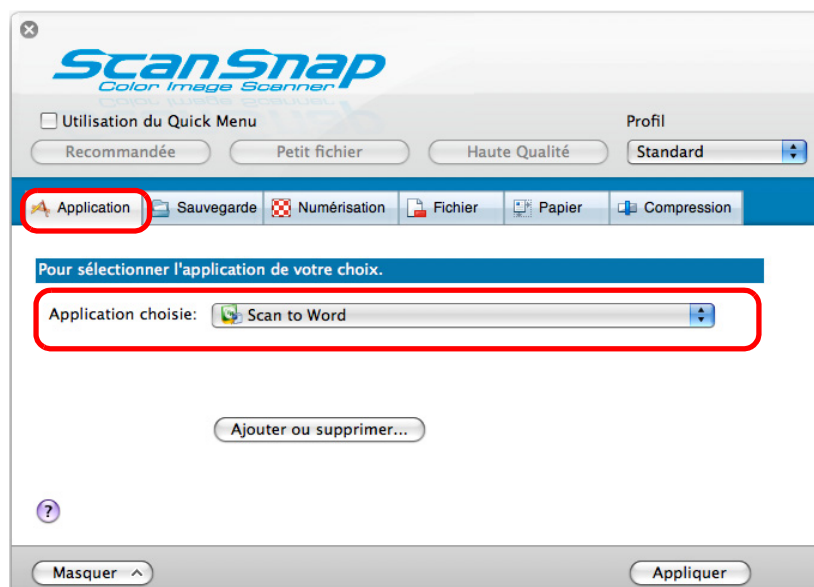 ScanSnap
Color Image Scanner
Utilisation du Quick Menu
Profil
Recommandée Petit fichier Haute Qualité Standard
Application Sauvegarde Numérisation Fichier Papier Compression
Pour sélectionner l'application de votre choix.
Application choisie: Scan to Word
Ajouter ou supprimer...
?
Masquer Appliquer